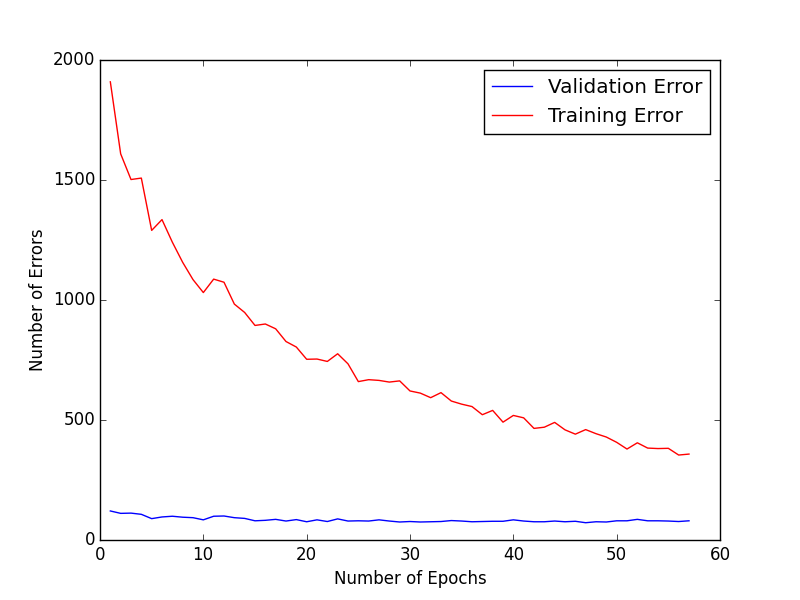 2000
1500
1000
500
0
0 10 20 30 40 50 60
Number of Errors
Number of Epochs
Validation Error
Training Error